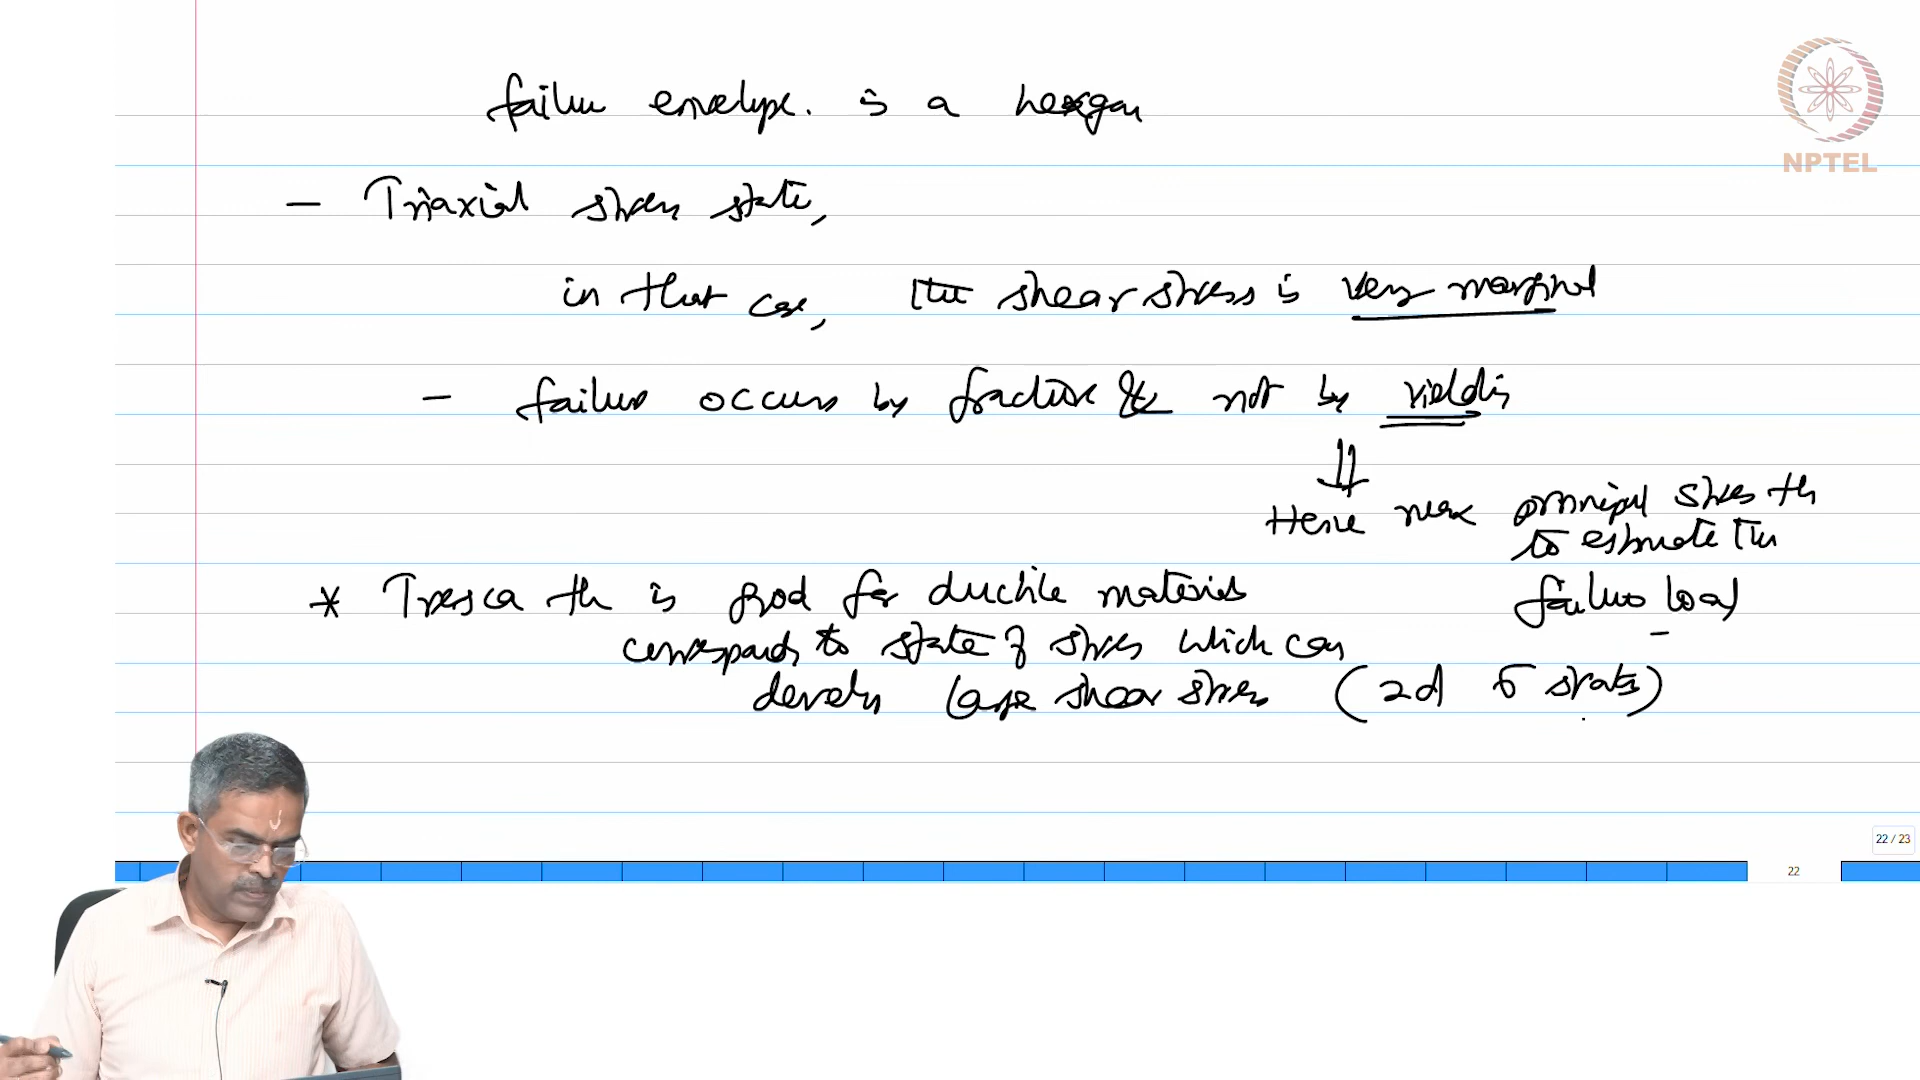 failure envelope. is a hexagon
NPTEL
- Triaxial stress state,
in that case, the shear stress is very marginal
- failure occurs by fracture & not by yielding
⇓
Hence max principal stress th
to estimate the
failure load
* Tresca th is good for ductile materials
corresponds to state of stress which can
develop large shear stress (2d σ state)
22 / 23
22